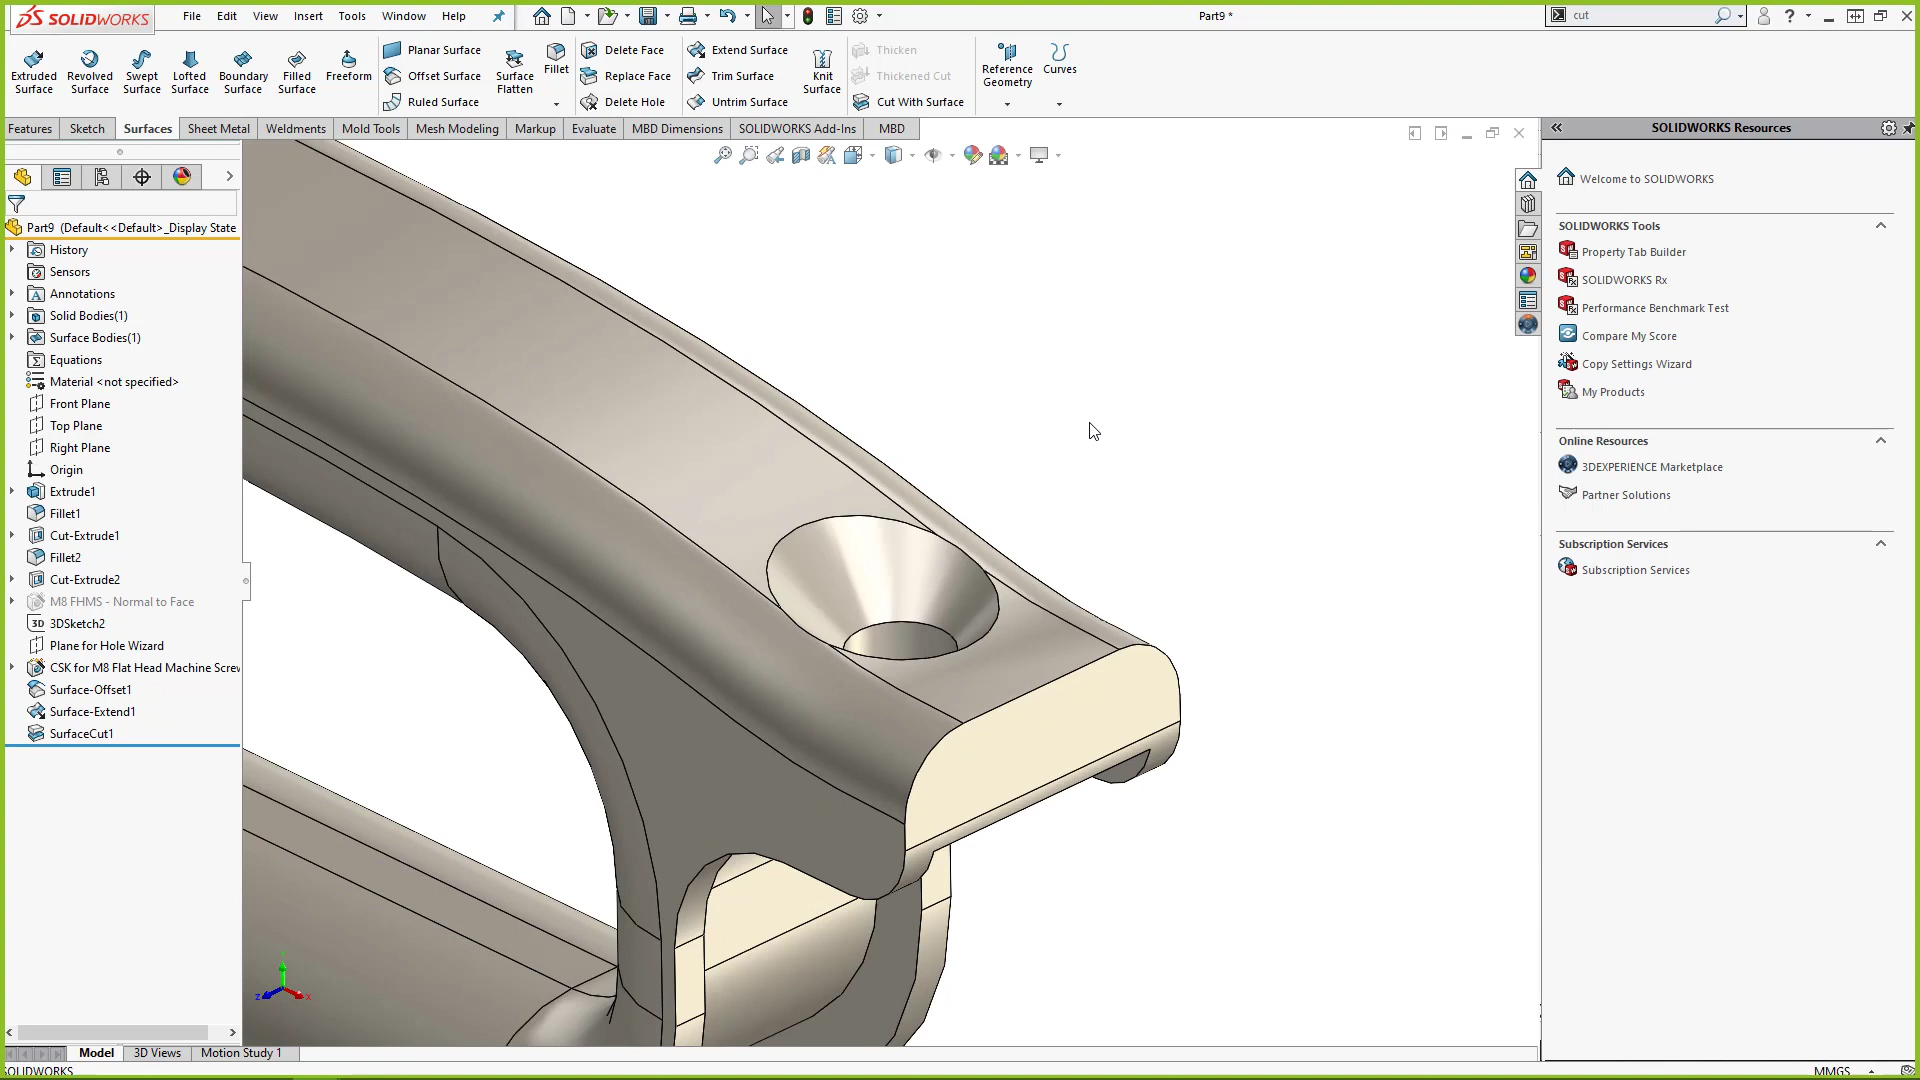 SOLIDWORKS File Edit View Insert Tools Window Help Part9 * cut
Extruded Surface
Revolved Surface
Swept Surface
Lofted Surface
Boundary Surface
Filled Surface
Freeform
Planar Surface
Offset Surface
Ruled Surface
Surface Flatten
Fillet
Delete Face
Replace Face
Delete Hole
Extend Surface
Trim Surface
Untrim Surface
Knit Surface
Thicken
Thickened Cut
Cut With Surface
Reference Geometry
Curves
Features Sketch Surfaces Sheet Metal Weldments Mold Tools Mesh Modeling Markup Evaluate MBD Dimensions SOLIDWORKS Add-Ins MBD
Part9 (Default<<Default>_Display State
History
Sensors
Annotations
Solid Bodies(1)
Surface Bodies(1)
Equations
Material <not specified>
Front Plane
Top Plane
Right Plane
Origin
Extrude1
Fillet1
Cut-Extrude1
Fillet2
Cut-Extrude2
M8 FHMS - Normal to Face
3D 3DSketch2
Plane for Hole Wizard
CSK for M8 Flat Head Machine Screw
Surface-Offset1
Surface-Extend1
SurfaceCut1
z x
SOLIDWORKS Resources
Welcome to SOLIDWORKS
SOLIDWORKS Tools
Property Tab Builder
SOLIDWORKS Rx
Performance Benchmark Test
Compare My Score
Copy Settings Wizard
My Products
Online Resources
3DEXPERIENCE Marketplace
Partner Solutions
Subscription Services
Subscription Services
Model 3D Views Motion Study 1
SOLIDWORKS MMGS